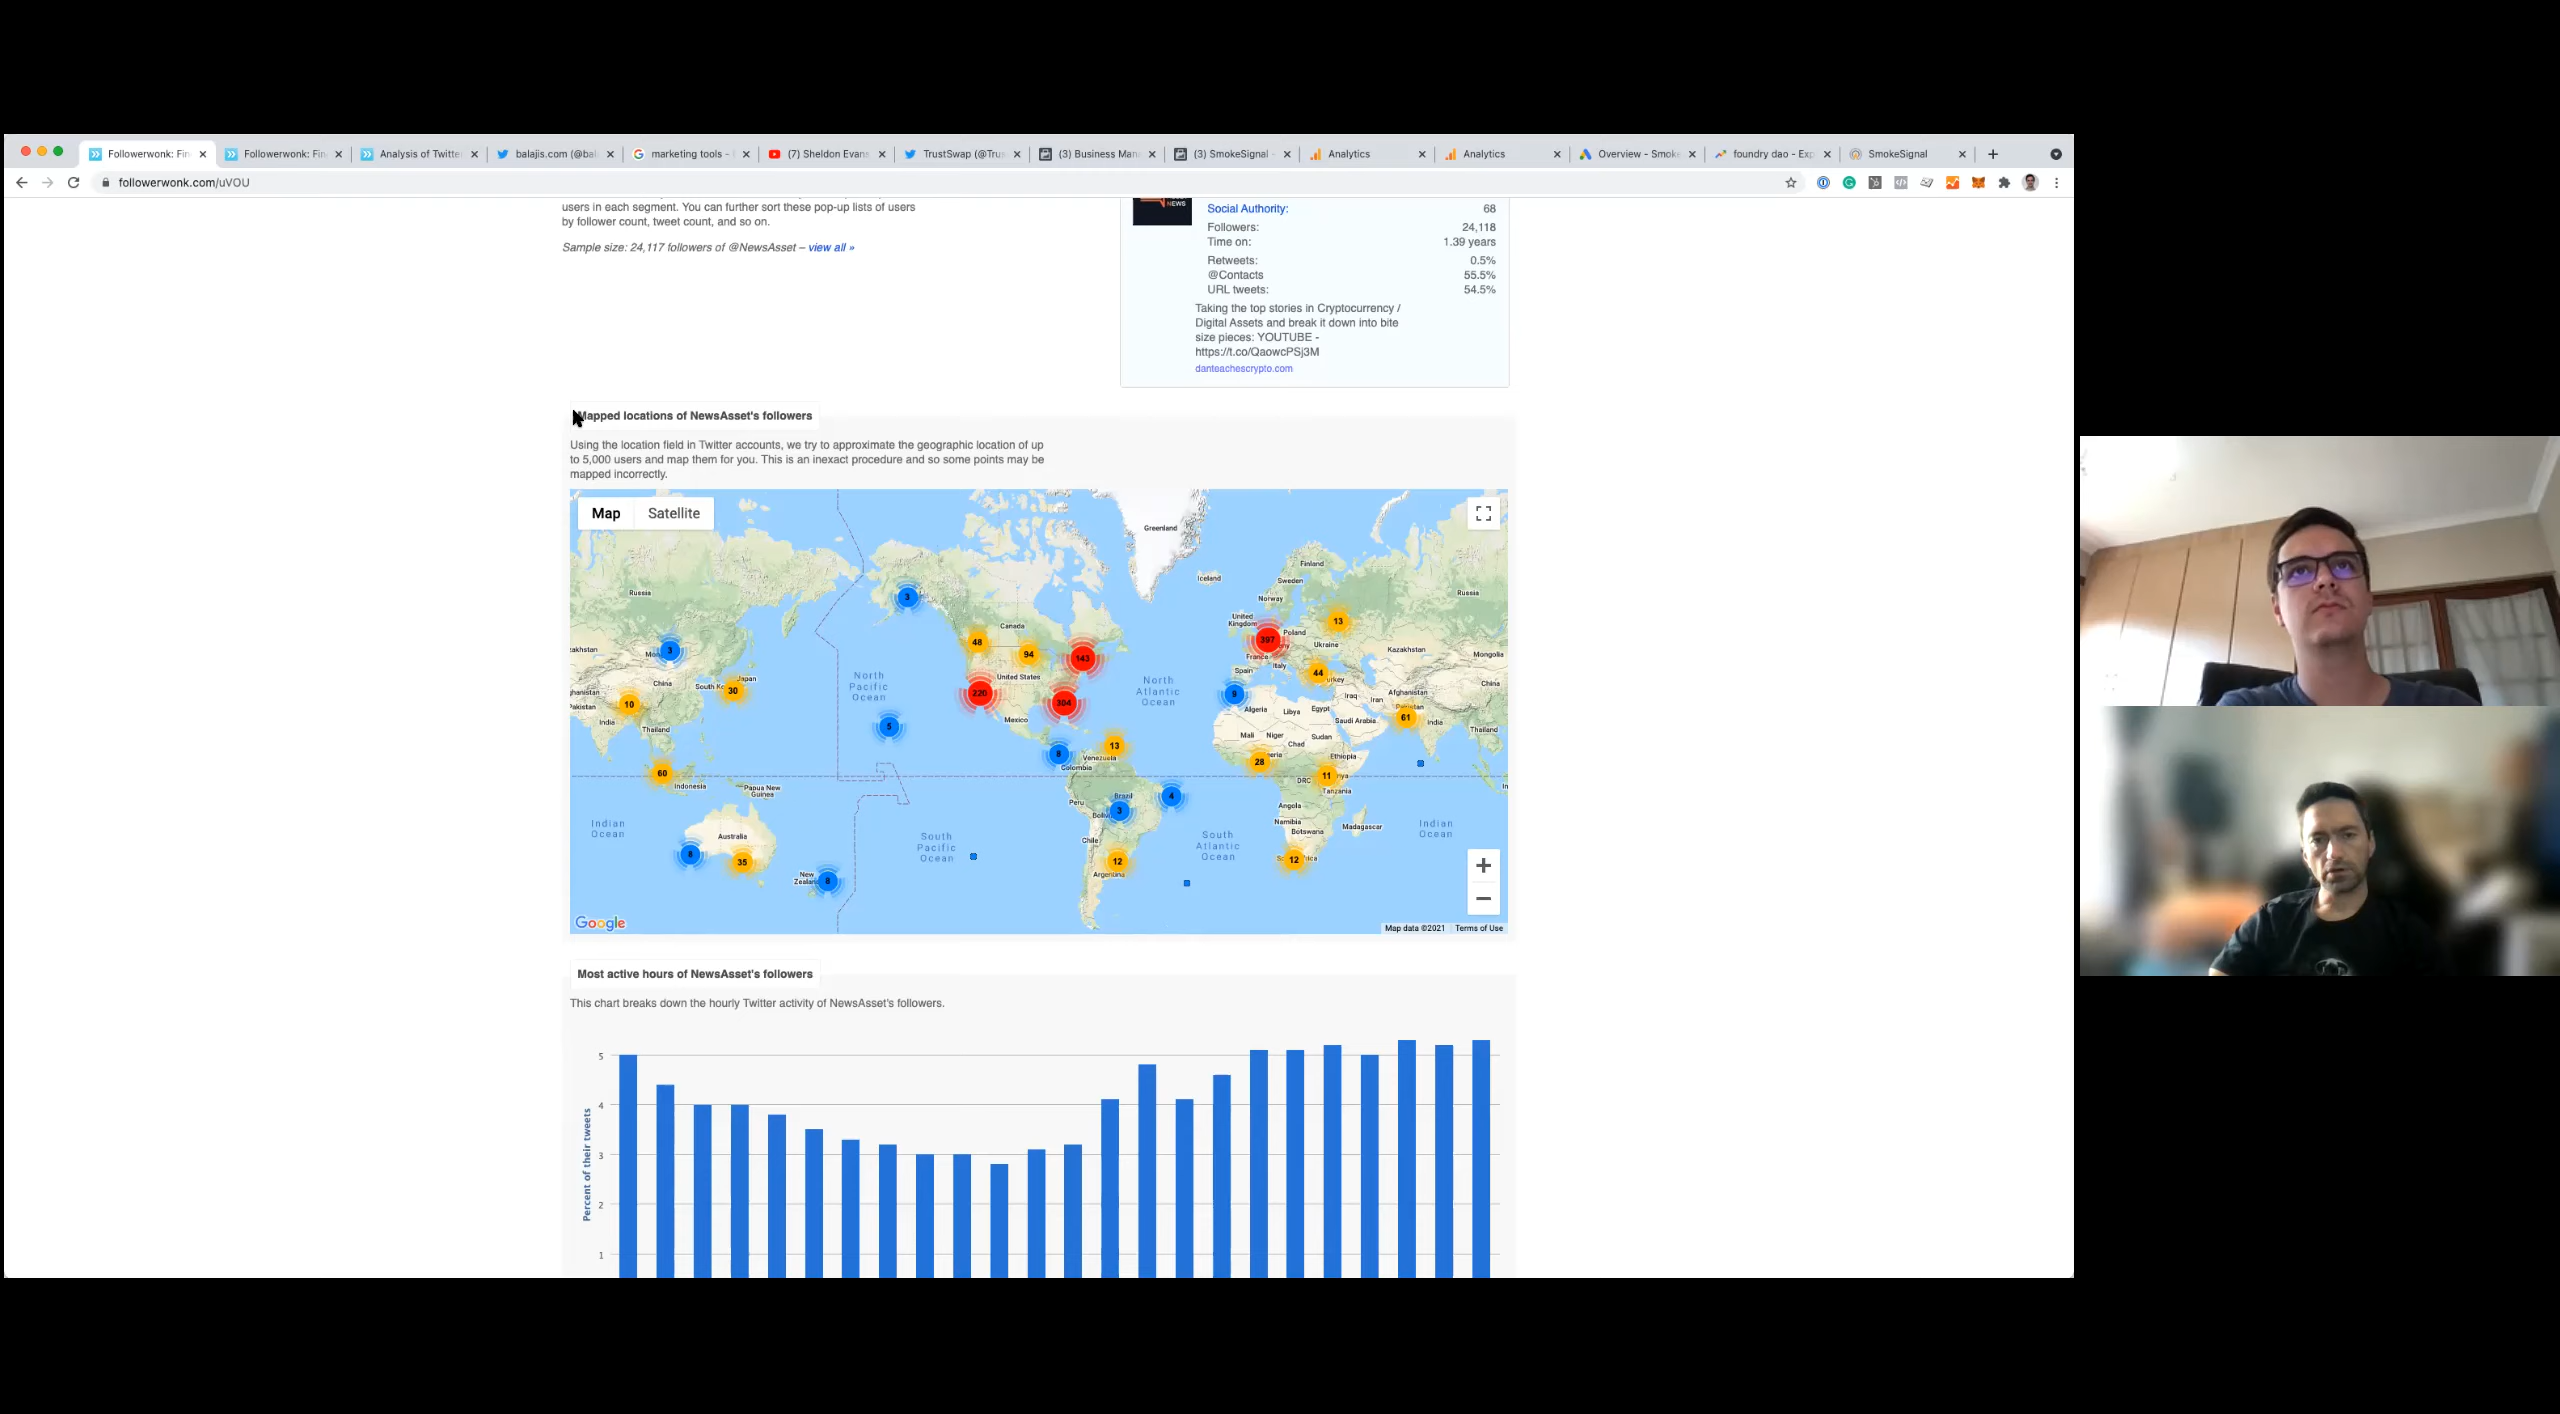 Followerwonk: Fin
Followerwonk: Fin
Analysis of Twitte
balajis.com (@bal
marketing tools -
(7) Sheldon Evans
TrustSwap (@Trus
(3) Business Man
(3) SmokeSignal -
Analytics
Analytics
Overview - Smoke
foundry dao - Exp
SmokeSignal
followerwonk.com/uVOU
users in each segment. You can further sort these pop-up lists of users
by follower count, tweet count, and so on.
Sample size: 24,117 followers of @NewsAsset – view all »
NEWS
Social Authority: 68
Followers: 24,118
Time on: 1.39 years
Retweets: 0.5%
@Contacts 55.5%
URL tweets: 54.5%
Taking the top stories in Cryptocurrency /
Digital Assets and break it down into bite
size pieces: YOUTUBE -
https://t.co/QaowcPSj3M
danteachescrypto.com
Mapped locations of NewsAsset's followers
Using the location field in Twitter accounts, we try to approximate the geographic location of up
to 5,000 users and map them for you. This is an inexact procedure and so some points may be
mapped incorrectly.
Map
Satellite
Greenland
Iceland
Finland
Sweden
Norway
Russia
Russia
United
Kingdom
Poland
Ukraine
France
Spain
Italy
Kazakhstan
Mongolia
Canada
United States
Mexico
China
Japan
North
Pacific
Ocean
North
Atlantic
Ocean
Iraq
Iran
Afghanistan
Pakistan
China
Algeria
Libya
Egypt
Saudi Arabia
India
Thailand
Mali
Niger
Chad
Sudan
Ethiopia
DRC
Tanzania
Angola
Namibia
Botswana
Madagascar
Pakistan
India
Thailand
Indonesia
Papua New
Guinea
Australia
New
Venezuela
Colombia
Peru
Brazil
Chile
Argentina
Indian
Ocean
South
Pacific
Ocean
South
Atlantic
Ocean
Indian
Ocean
3
48
94
143
220
304
397
13
44
9
61
3
30
10
60
5
8
13
4
3
12
28
11
12
8
35
8
Google
Map data ©2021
Terms of Use
Most active hours of NewsAsset's followers
This chart breaks down the hourly Twitter activity of NewsAsset's followers.
Percent of their tweets
5
4
3
2
1